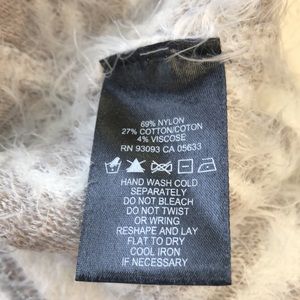 69% NYLON
27% COTTON/COTON
4% VISCOSE
RN 93093 CA 05633
HAND WASH COLD
SEPARATELY
DO NOT BLEACH
DO NOT TWIST
OR WRING
RESHAPE AND LAY
FLAT TO DRY
COOL IRON
IF NECESSARY